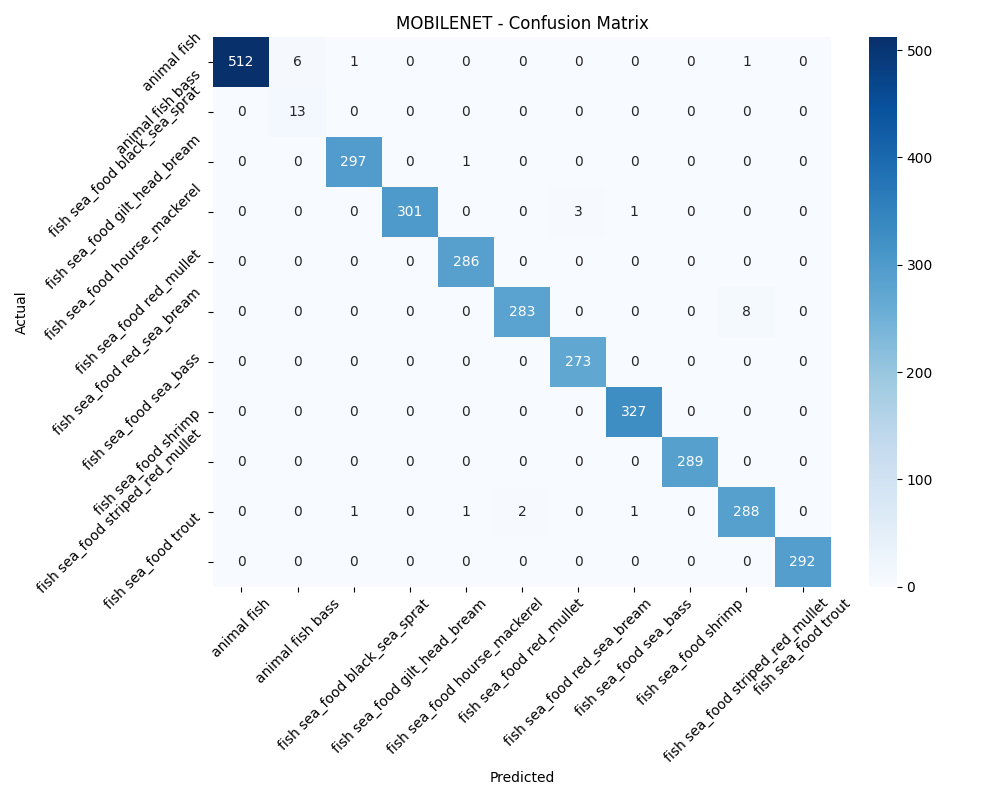 MOBILENET - Confusion Matrix
Actual
animal fish
512 6 1 0 0 0 0 0 0 1 0
animal fish bass
0 13 0 0 0 0 0 0 0 0 0
fish sea_food black_sea_sprat
0 0 297 0 1 0 0 0 0 0 0
fish sea_food gilt_head_bream
0 0 0 301 0 0 3 1 0 0 0
fish sea_food hourse_mackerel
0 0 0 0 286 0 0 0 0 0 0
fish sea_food red_mullet
0 0 0 0 0 283 0 0 0 8 0
fish sea_food red_sea_bream
0 0 0 0 0 0 273 0 0 0 0
fish sea_food sea_bass
0 0 0 0 0 0 0 327 0 0 0
fish sea_food shrimp
0 0 0 0 0 0 0 0 289 0 0
fish sea_food striped_red_mullet
0 0 1 0 1 2 0 1 0 288 0
fish sea_food trout
0 0 0 0 0 0 0 0 0 0 292
animal fish
animal fish bass
fish sea_food black_sea_sprat
fish sea_food gilt_head_bream
fish sea_food hourse_mackerel
fish sea_food red_mullet
fish sea_food red_sea_bream
fish sea_food sea_bass
fish sea_food shrimp
fish sea_food striped_red_mullet
fish sea_food trout
Predicted
500
400
300
200
100
0